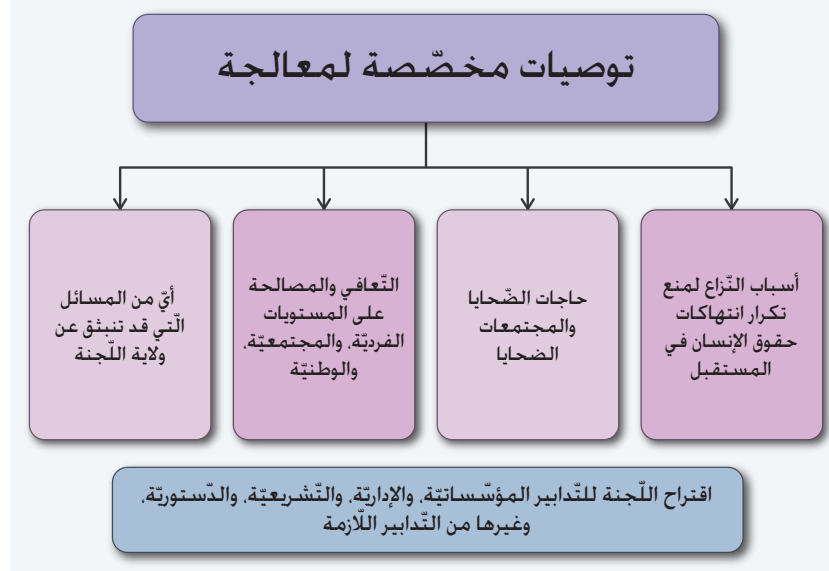 توصيات مخصّصة لمعالجة
أسباب النّزاع لمنع
تكرار انتهاكات
حقوق الإنسان في
المستقبل
حاجات الضّحايا
والمجتمعات
الضحايا
التّعافي والمصالحة
على المستويات
الفرديّة، والمجتمعيّة،
والوطنيّة
أيّ من المسائل
الّتي قد تنبثق عن
ولاية اللّجنة
اقتراح اللّجنة للتّدابير المؤسّساتيّة، والإداريّة، والتّشريعيّة، والدّستوريّة،
وغيرها من التّدابير اللّازمة